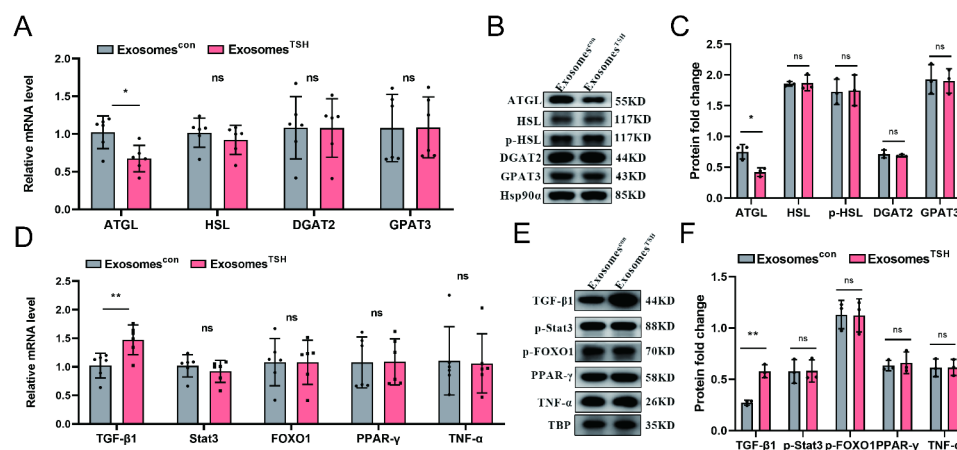 A
Exosomes^con Exosomes^TSH
Relative mRNA level
2.0
1.5
1.0
0.5
0.0
* ns ns ns
ATGL HSL DGAT2 GPAT3
B
Exosomes^con Exosomes^TSH
ATGL 55KD
HSL 117KD
p-HSL 117KD
DGAT2 44KD
GPAT3 43KD
Hsp90α 85KD
C
Protein fold change
2.5
2.0
1.5
1.0
0.5
0.0
* ns ns ns ns
ATGL HSL p-HSL DGAT2 GPAT3
D
Relative mRNA level
2.5
2.0
1.5
1.0
0.5
0.0
** ns ns ns ns
TGF-β1 Stat3 FOXO1 PPAR-γ TNF-α
E
Exosomes^con Exosomes^TSH
TGF-β1 44KD
p-Stat3 88KD
p-FOXO1 70KD
PPAR-γ 58KD
TNF-α 26KD
TBP 35KD
F
Exosomes^con Exosomes^TSH
Protein fold change
2.0
1.5
1.0
0.5
0.0
** ns ns ns ns
TGF-β1 p-Stat3 p-FOXO1 PPAR-γ TNF-α